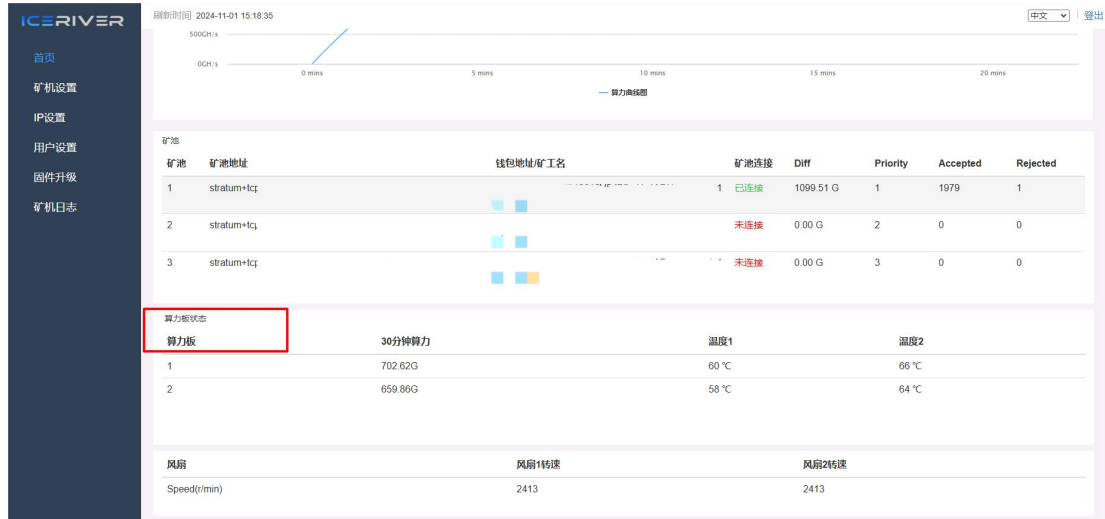 ICERIVER
刷新时间 2024-11-01 15:18:35
中文
登出
首页
矿机设置
IP设置
用户设置
固件升级
矿机日志
500GH/s
0GH/s
0 mins 5 mins 10 mins 15 mins 20 mins
算力曲线图
矿池
矿池 矿池地址 钱包地址/矿工名 矿池连接 Diff Priority Accepted Rejected
1 stratum+tcp 1 已连接 1099.51 G 1 1979 1
2 stratum+tcp 未连接 0.00 G 2 0 0
3 stratum+tcp 未连接 0.00 G 3 0 0
算力板状态
算力板 30分钟算力 温度1 温度2
1 702.62G 60 ℃ 66 ℃
2 659.86G 58 ℃ 64 ℃
风扇 风扇1转速 风扇2转速
Speed(r/min) 2413 2413